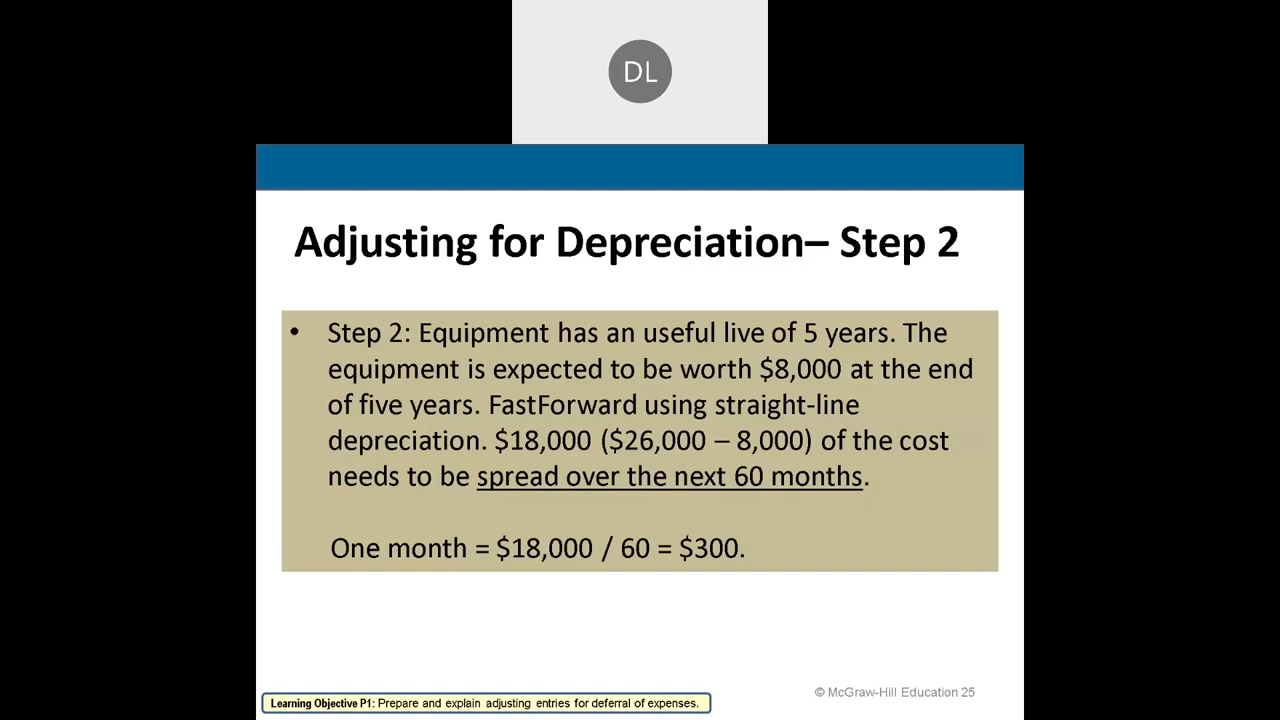 DL
Adjusting for Depreciation– Step 2
• Step 2: Equipment has an useful live of 5 years. The
equipment is expected to be worth $8,000 at the end
of five years. FastForward using straight-line
depreciation. $18,000 ($26,000 – 8,000) of the cost
needs to be spread over the next 60 months.
One month = $18,000 / 60 = $300.
Learning Objective P1: Prepare and explain adjusting entries for deferral of expenses.
© McGraw-Hill Education 25